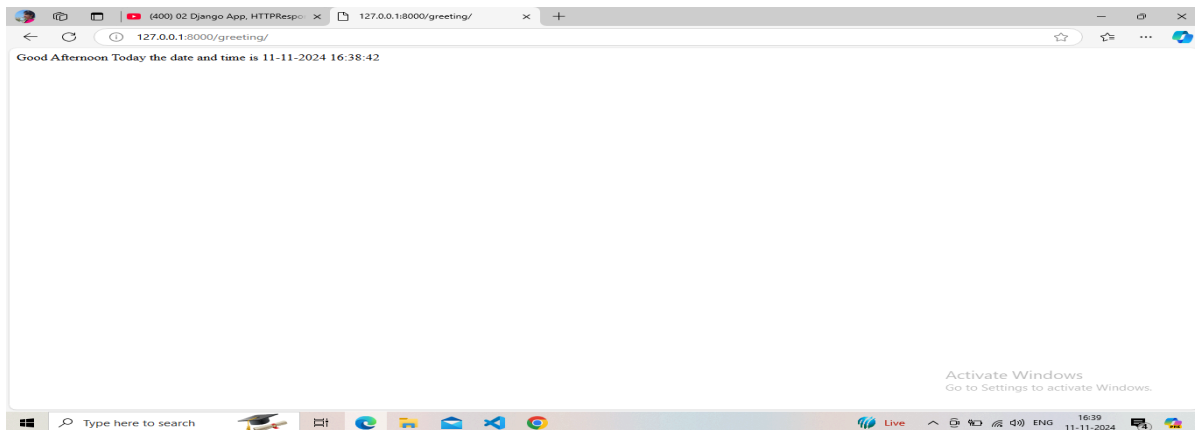 (400) 02 Django App, HTTPRespo
127.0.0.1:8000/greeting/
127.0.0.1:8000/greeting/
Good Afternoon Today the date and time is 11-11-2024 16:38:42
Activate Windows
Go to Settings to activate Windows.
Type here to search
Live
ENG
16:39
11-11-2024
4